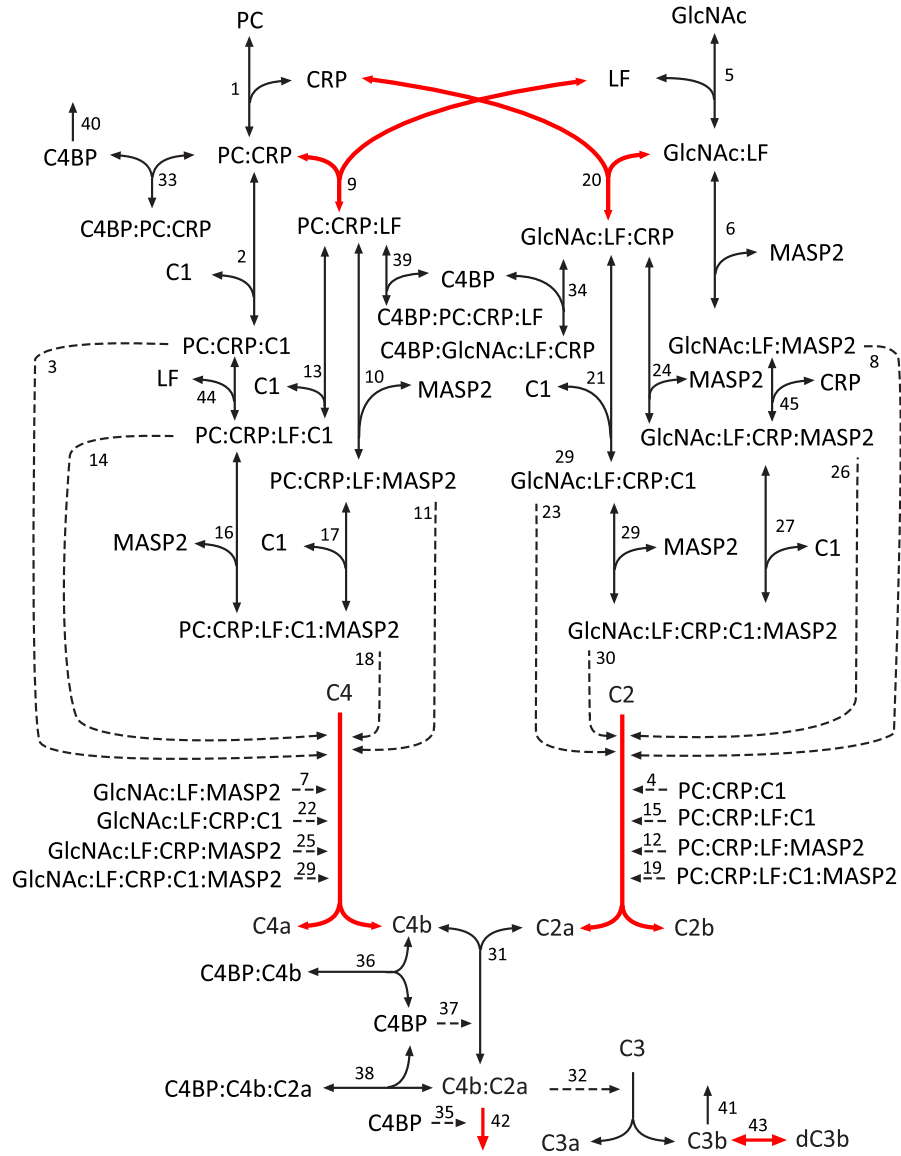 PC
GlcNAc
1
CRP
LF
5
40
C4BP
33
PC:CRP
9
20
GlcNAc:LF
C4BP:PC:CRP
PC:CRP:LF
GlcNAc:LF:CRP
6
MASP2
2
C1
39
C4BP
34
C4BP:PC:CRP:LF
3
PC:CRP:C1
C4BP:GlcNAc:LF:CRP
GlcNAc:LF:MASP2
8
LF
44
C1
13
10
MASP2
C1
21
24
MASP2
45
CRP
14
PC:CRP:LF:C1
GlcNAc:LF:CRP:MASP2
29
26
PC:CRP:LF:MASP2
GlcNAc:LF:CRP:C1
11
23
MASP2
16
C1
17
29
MASP2
27
C1
PC:CRP:LF:C1:MASP2
GlcNAc:LF:CRP:C1:MASP2
18
30
C4
C2
GlcNAc:LF:MASP2
7
4
PC:CRP:C1
GlcNAc:LF:CRP:C1
22
15
PC:CRP:LF:C1
GlcNAc:LF:CRP:MASP2
25
12
PC:CRP:LF:MASP2
GlcNAc:LF:CRP:C1:MASP2
29
19
PC:CRP:LF:C1:MASP2
C4a
C4b
C2a
C2b
31
C4BP:C4b
36
C4BP
37
C3
C4BP:C4b:C2a
38
C4b:C2a
32
C4BP
35
42
41
C3a
C3b
43
dC3b